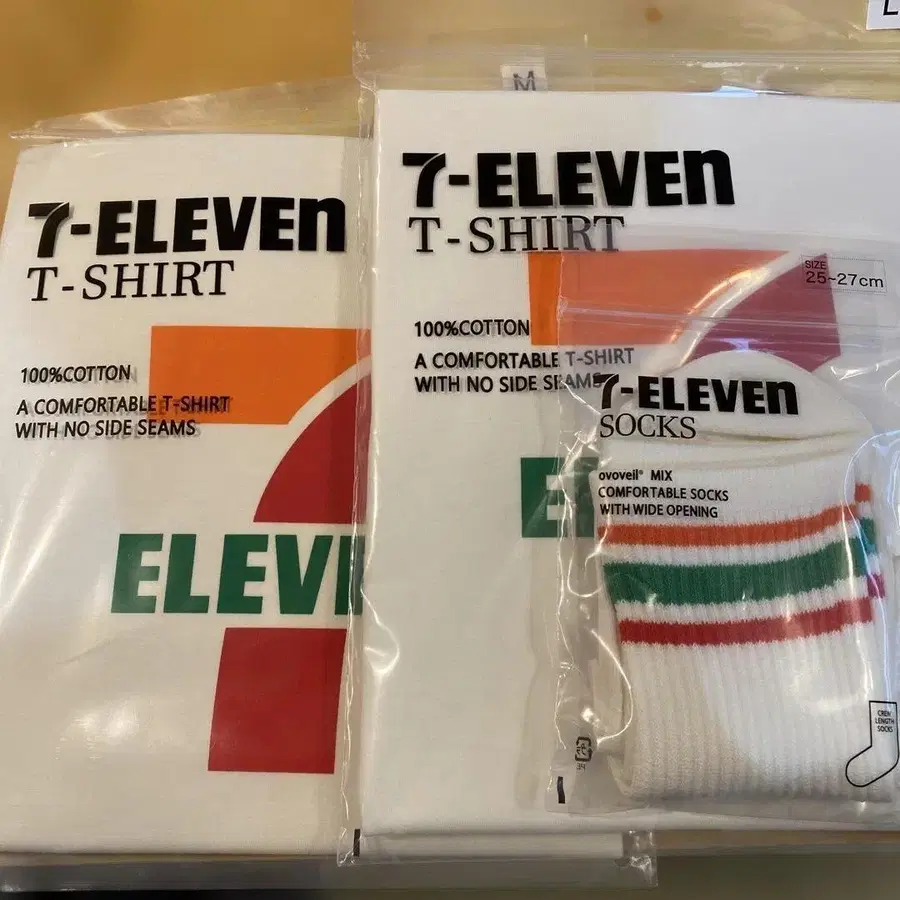 7-ELEVEn
T-SHIRT
100%COTTON
A COMFORTABLE T-SHIRT
WITH NO SIDE SEAMS
ELEVE
M
7-ELEVEn
T-SHIRT
100%COTTON
A COMFORTABLE T-SHIRT
WITH NO SIDE SEAMS
EL
L
SIZE
25~27cm
7-ELEVEn
SOCKS
ovoveil® MIX
COMFORTABLE SOCKS
WITH WIDE OPENING
CREW
LENGTH
SOCKS